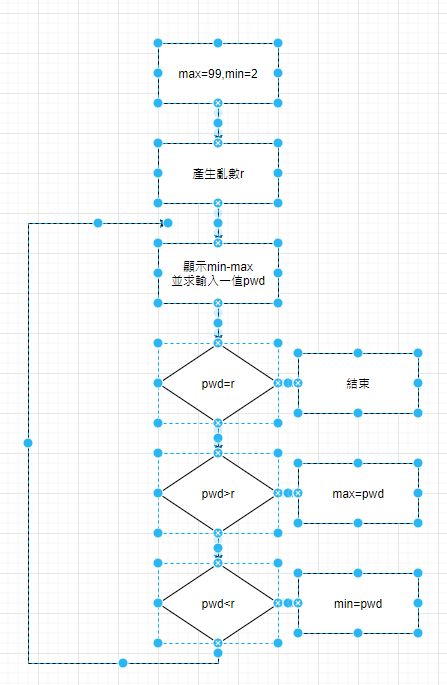 max=99,min=2
產生亂數r
顯示min-max
並求輸入一值pwd
pwd=r
結束
pwd>r
max=pwd
pwd<r
min=pwd